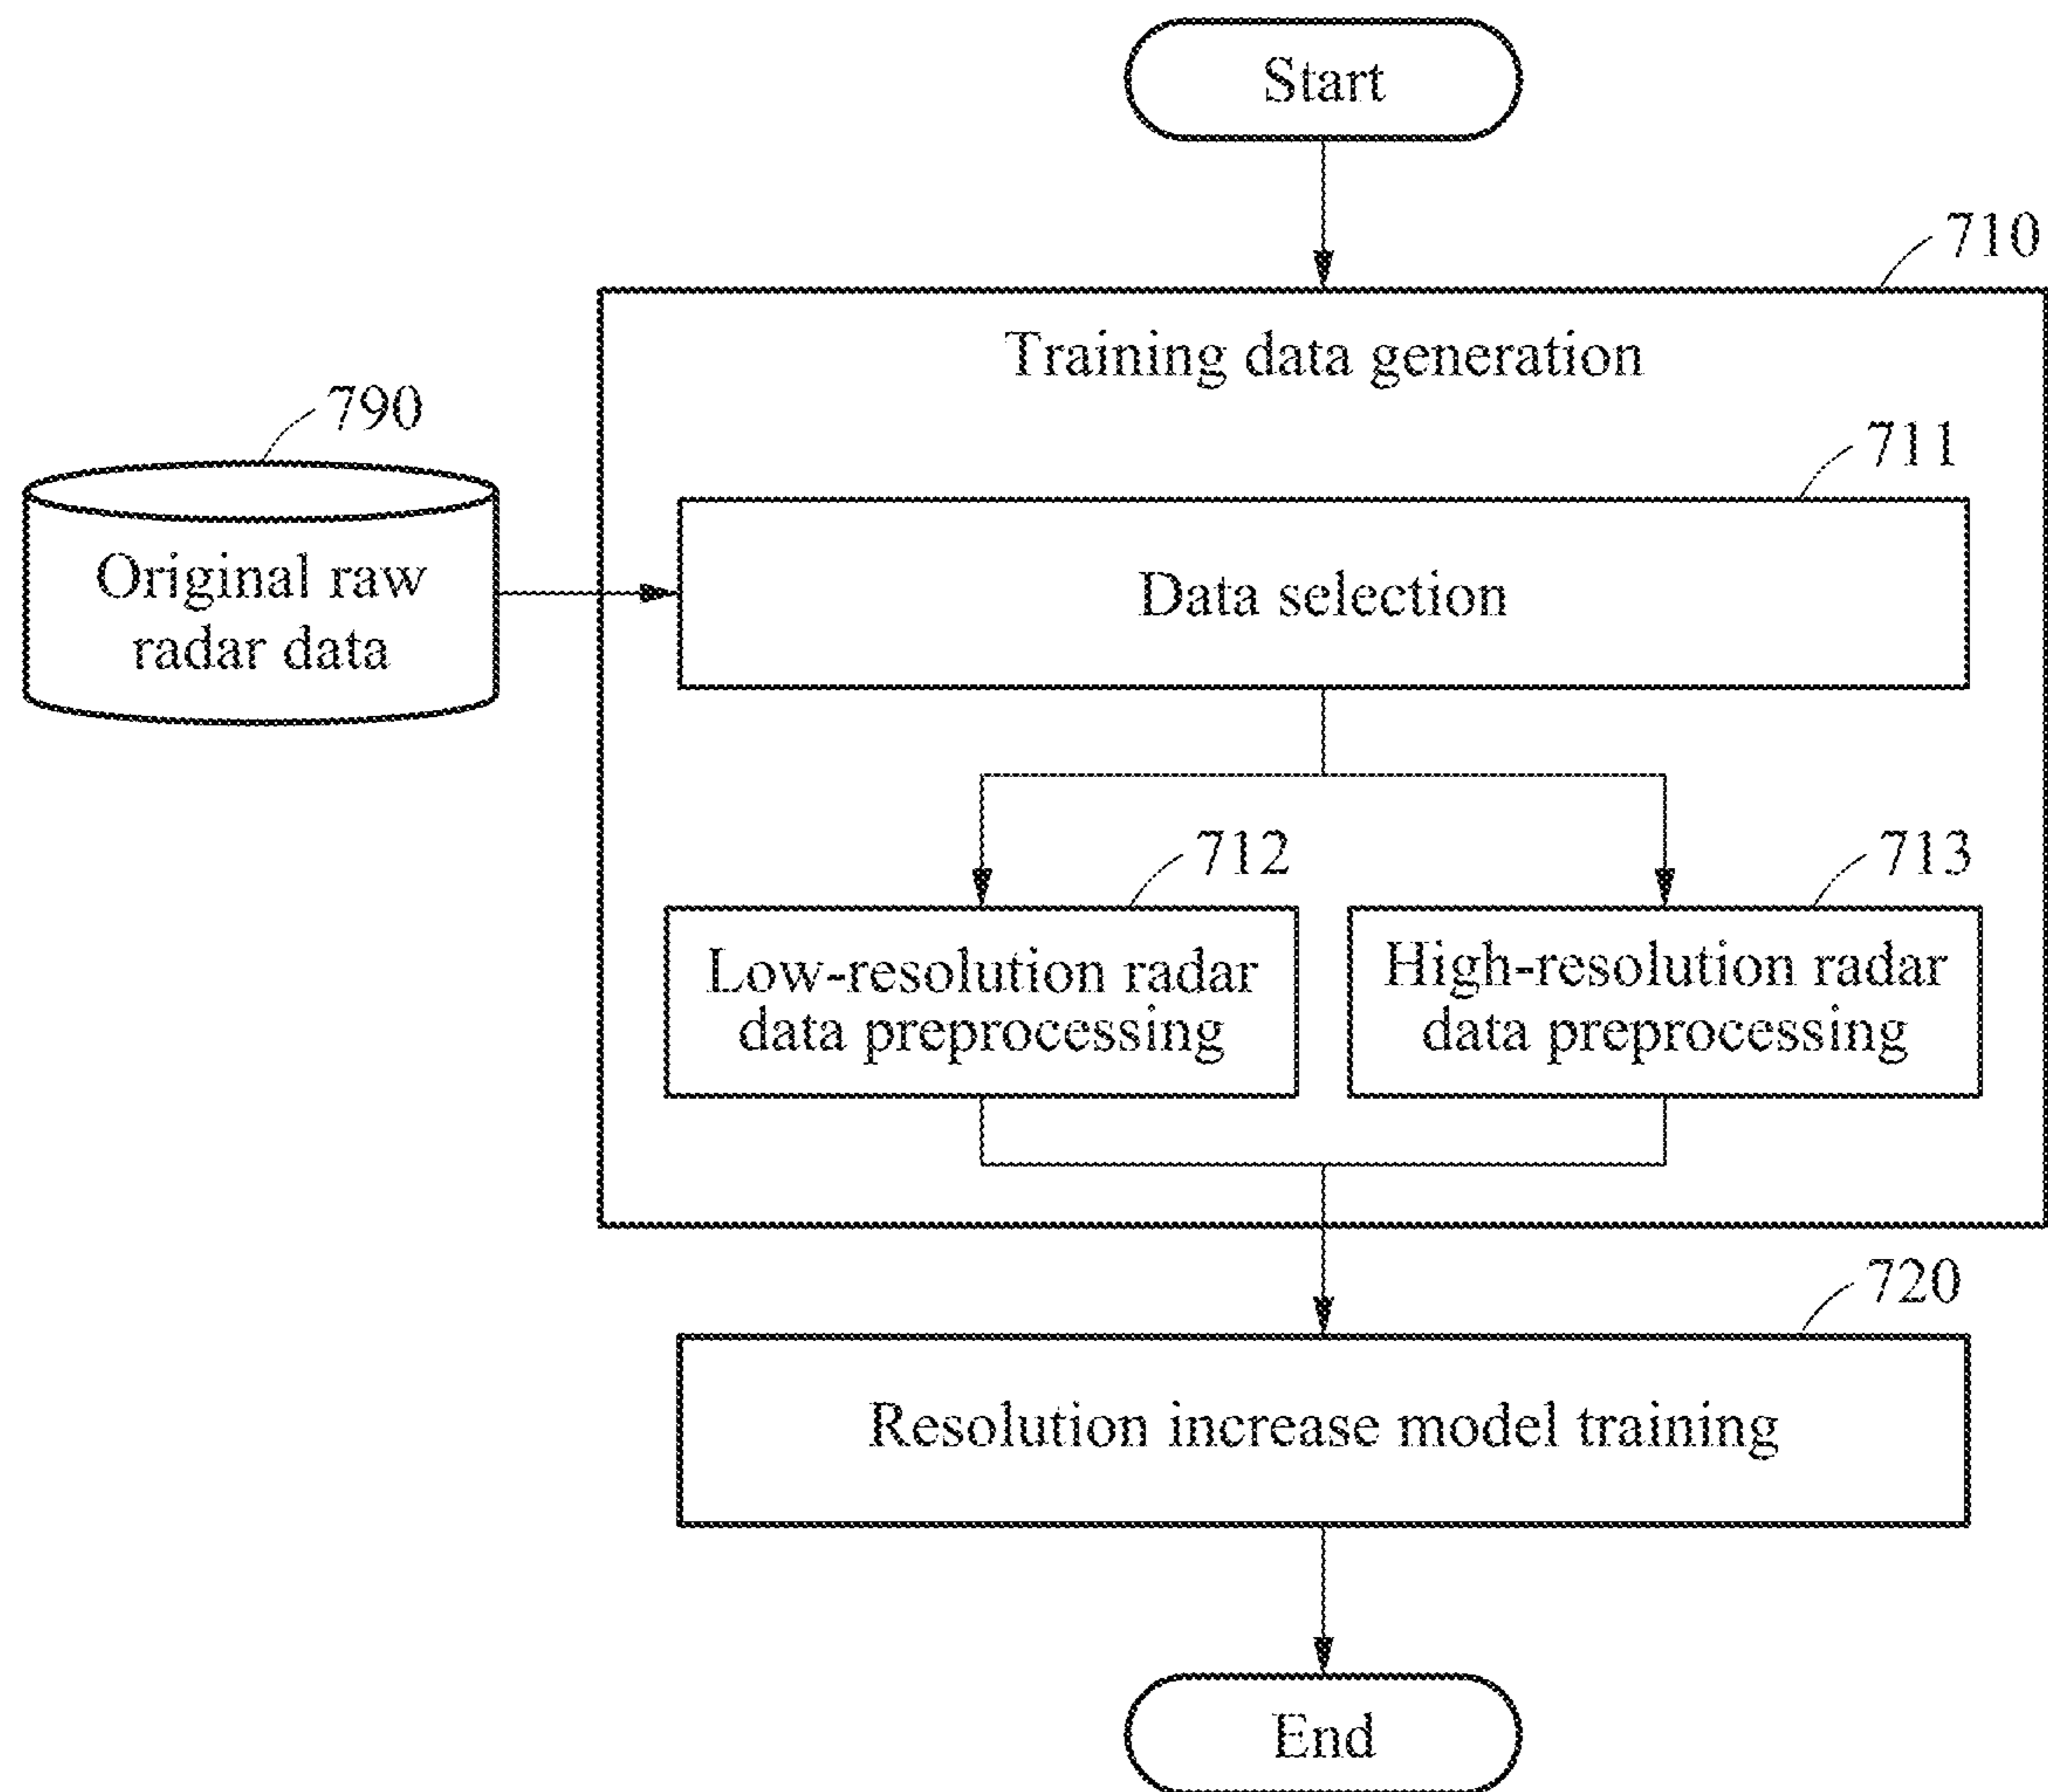 Start
710
Training data generation
790
711
Original raw
radar data
Data selection
712
713
Low-resolution radar
data preprocessing
High-resolution radar
data preprocessing
720
Resolution increase model training
End